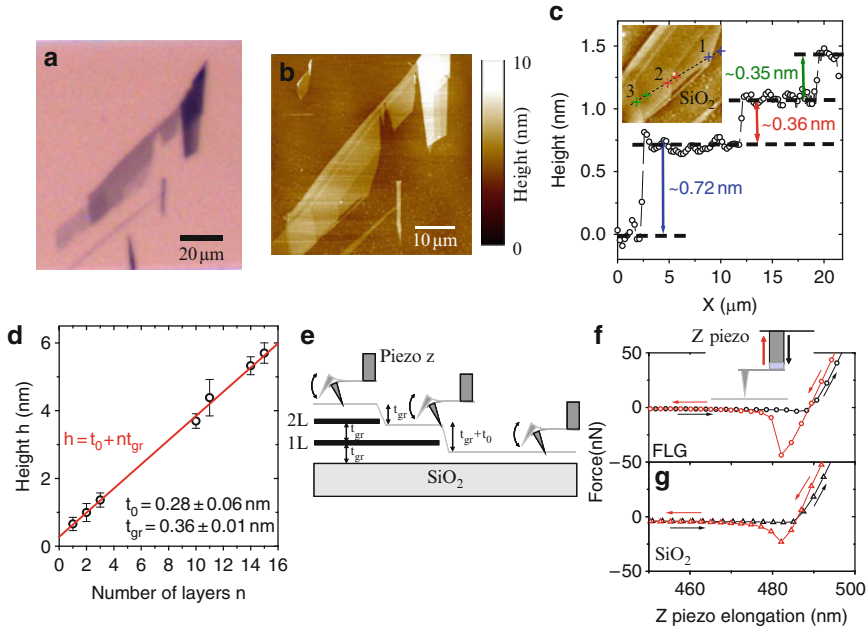 a
20 μm
b
10 μm
10
Height (nm)
0
c
1.5
1.0
0.5
0.0
Height (nm)
1
2
3
SiO2
~0.35 nm
~0.36 nm
~0.72 nm
0 5 10 15 20
X (μm)
d
6
4
2
0
Height h (nm)
h = t0 + ntgr
t0 = 0.28 ± 0.06 nm
tgr = 0.36 ± 0.01 nm
0 2 4 6 8 10 12 14 16
Number of layers n
e
Piezo z
2L
1L
tgr
tgr
tgr
tgr+t0
SiO2
f
Z piezo
50
0
−50
FLG
Force(nN)
g
50
0
−50
SiO2
460 480 500
Z piezo elongation (nm)